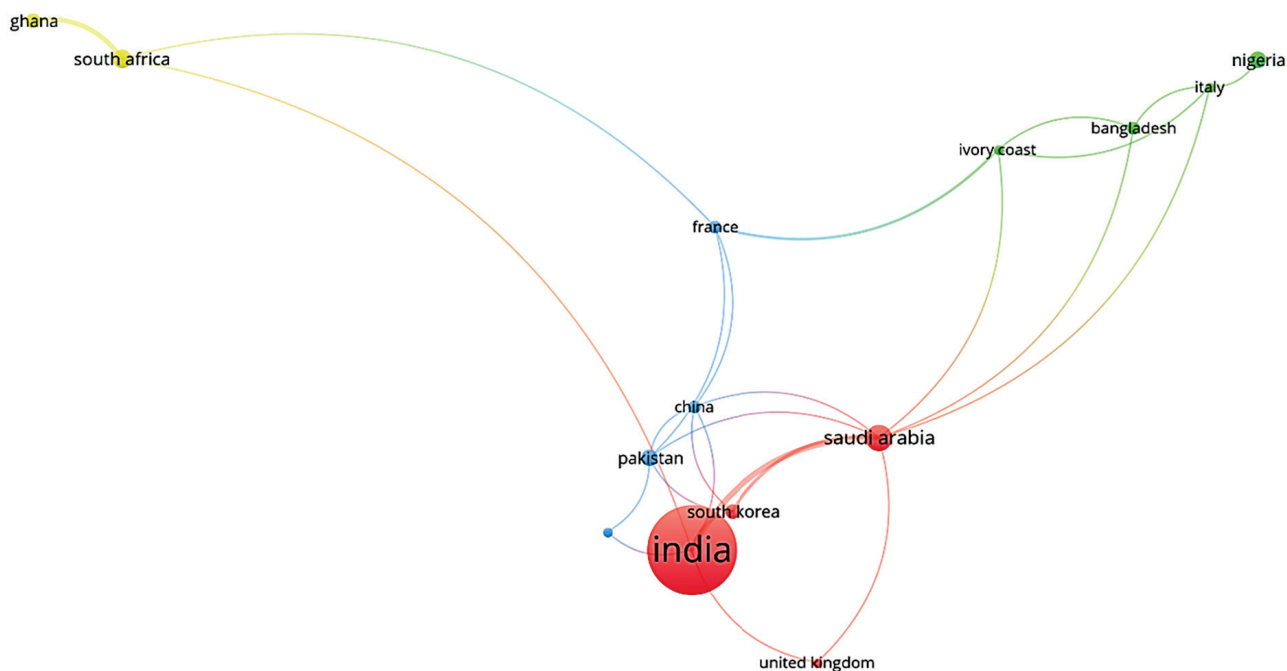 ghana
south africa
nigeria
italy
bangladesh
ivory coast
france
china
saudi arabia
pakistan
south korea
india
united kingdom